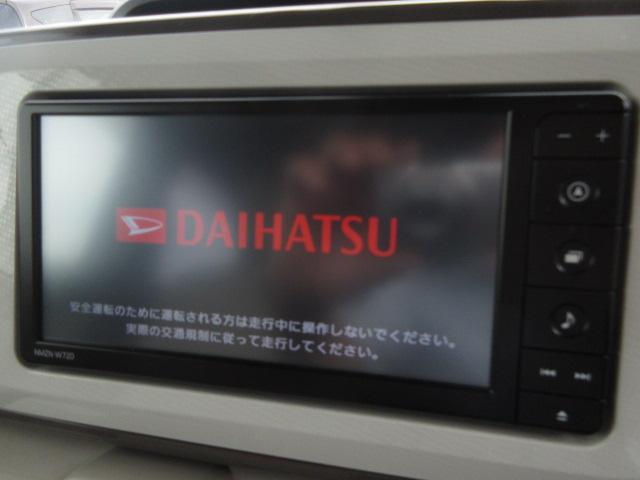 DAIHATSU
安全運転のために運転される方は走行中に操作しないでください。
実際の交通規制に従って走行してください。
NMZN-W72D